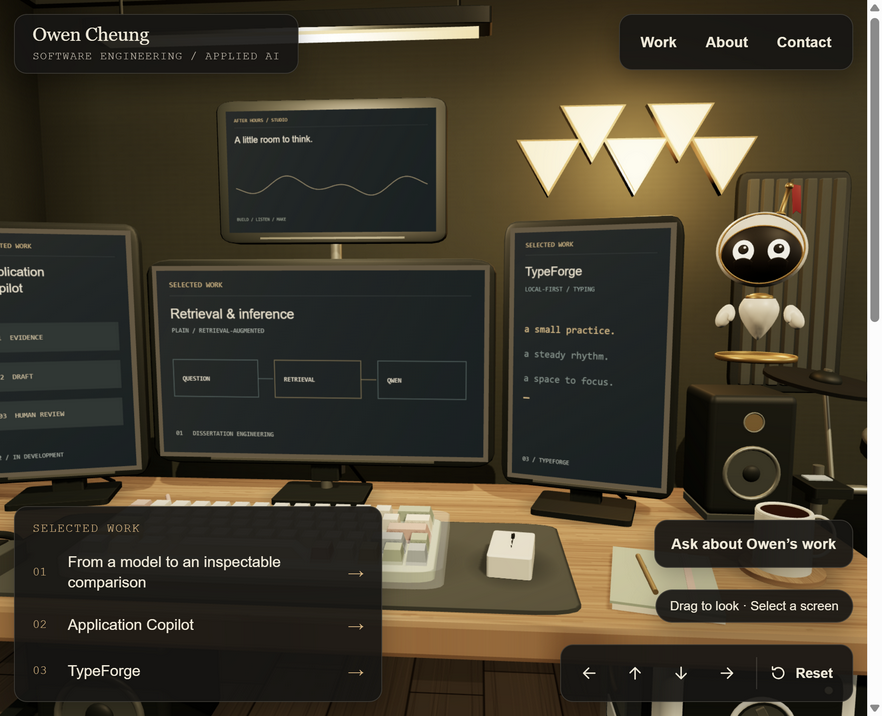 Owen Cheung
SOFTWARE ENGINEERING / APPLIED AI
Work
About
Contact
AFTER HOURS / STUDIO
A little room to think.
BUILD / LISTEN / MAKE
TED WORK
plication
pilot
EVIDENCE
2 DRAFT
03 HUMAN REVIEW
/ IN DEVELOPMENT
SELECTED WORK
Retrieval & inference
PLAIN / RETRIEVAL-AUGMENTED
QUESTION
RETRIEVAL
QWEN
01 DISSERTATION ENGINEERING
SELECTED WORK
TypeForge
LOCAL-FIRST / TYPING
a small practice.
a steady rhythm.
a space to focus.
03 / TYPEFORGE
SELECTED WORK
01 From a model to an inspectable
comparison →
02 Application Copilot →
03 TypeForge →
Ask about Owen’s work
Drag to look · Select a screen
← ↑ ↓ → Reset